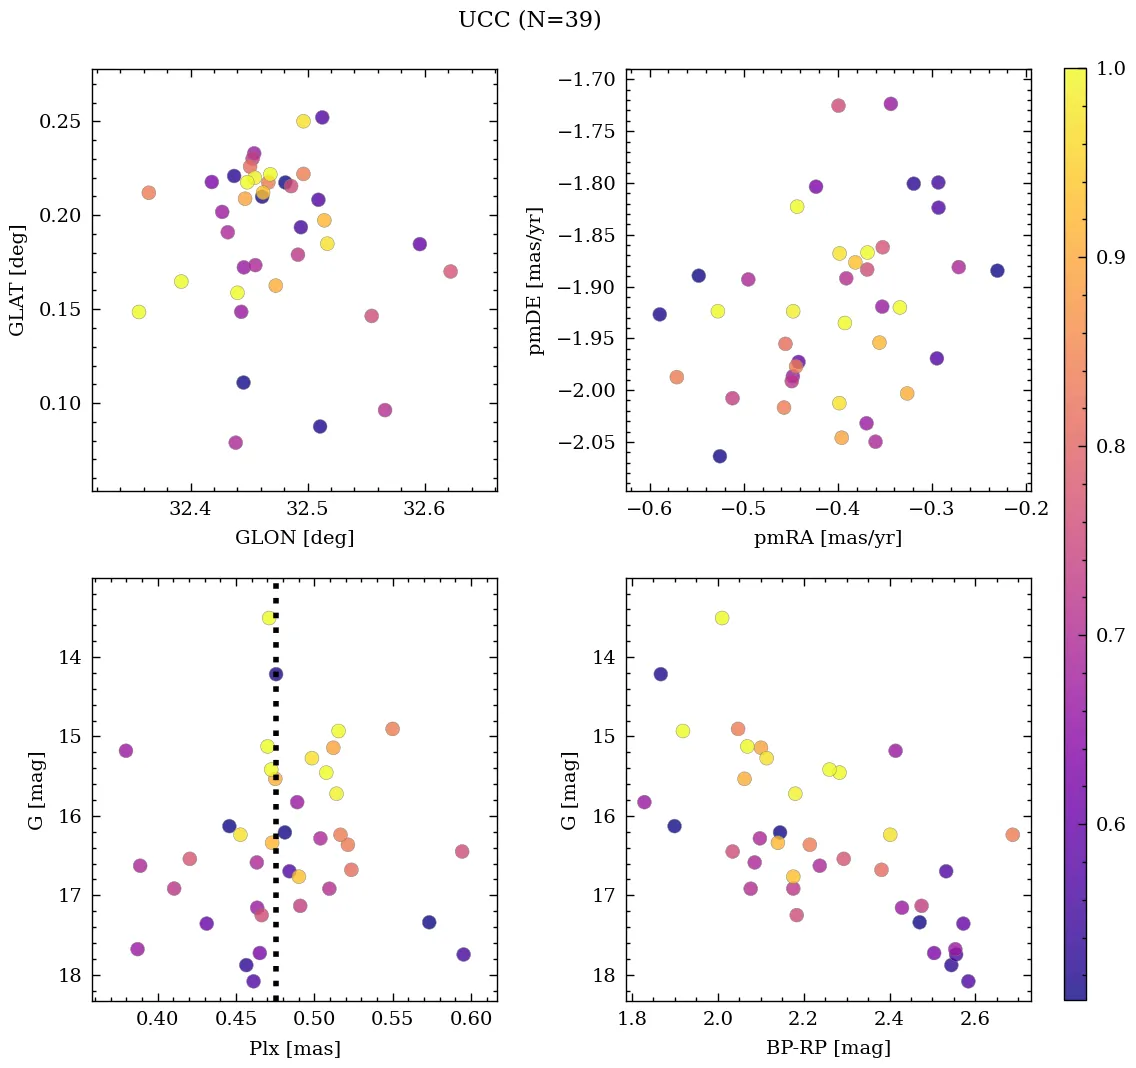 UCC (N=39)
0.25
0.20
0.15
0.10
GLAT [deg]
32.4 32.5 32.6
GLON [deg]
−1.70
−1.75
−1.80
−1.85
−1.90
−1.95
−2.00
−2.05
pmDE [mas/yr]
−0.6 −0.5 −0.4 −0.3 −0.2
pmRA [mas/yr]
14
15
16
17
18
G [mag]
0.40 0.45 0.50 0.55 0.60
Plx [mas]
14
15
16
17
18
G [mag]
1.8 2.0 2.2 2.4 2.6
BP-RP [mag]
1.0
0.9
0.8
0.7
0.6